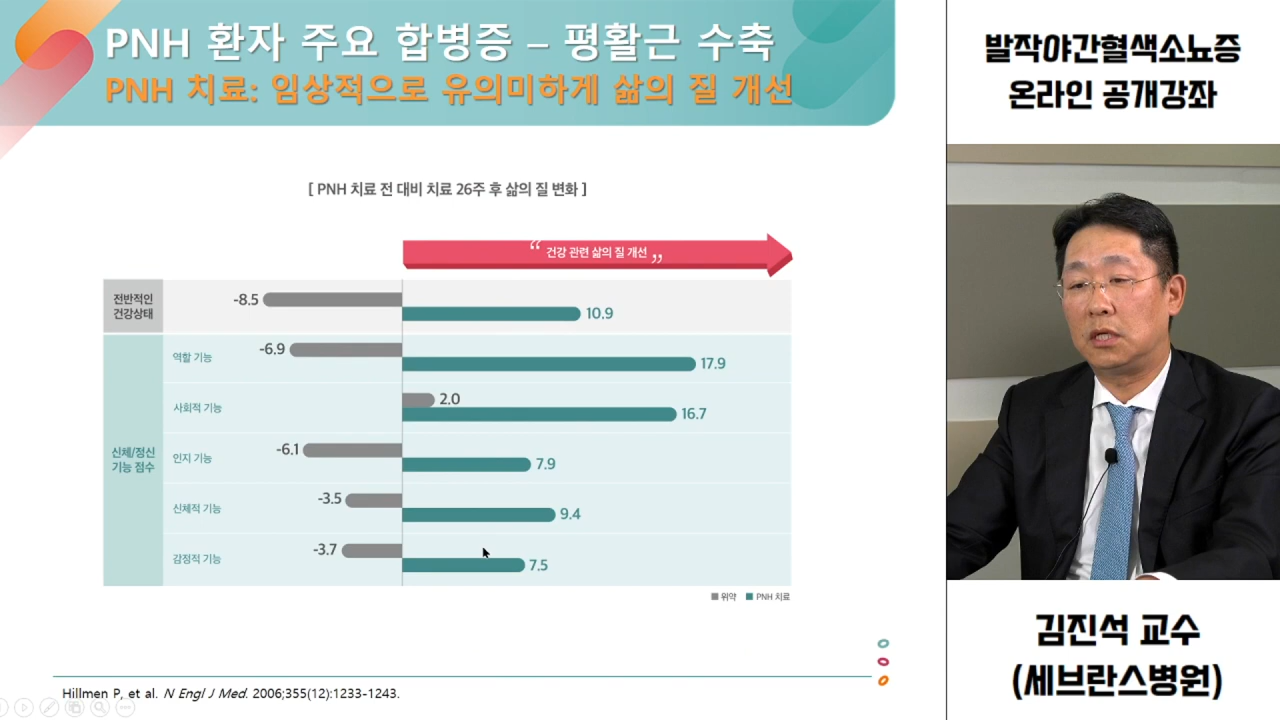 PNH 환자 주요 합병증 – 평활근 수축
PNH 치료: 임상적으로 유의미하게 삶의 질 개선
[ PNH 치료 전 대비 치료 26주 후 삶의 질 변화 ]
“ 건강 관련 삶의 질 개선 ”
전반적인
건강상태
-8.5
10.9
신체/정신
기능 점수
역할 기능
-6.9
17.9
사회적 기능
2.0
16.7
인지 기능
-6.1
7.9
신체적 기능
-3.5
9.4
감정적 기능
-3.7
7.5
위약 PNH 치료
Hillmen P, et al. N Engl J Med. 2006;355(12):1233-1243.
발작야간혈색소뇨증
온라인 공개강좌
김진석 교수
(세브란스병원)